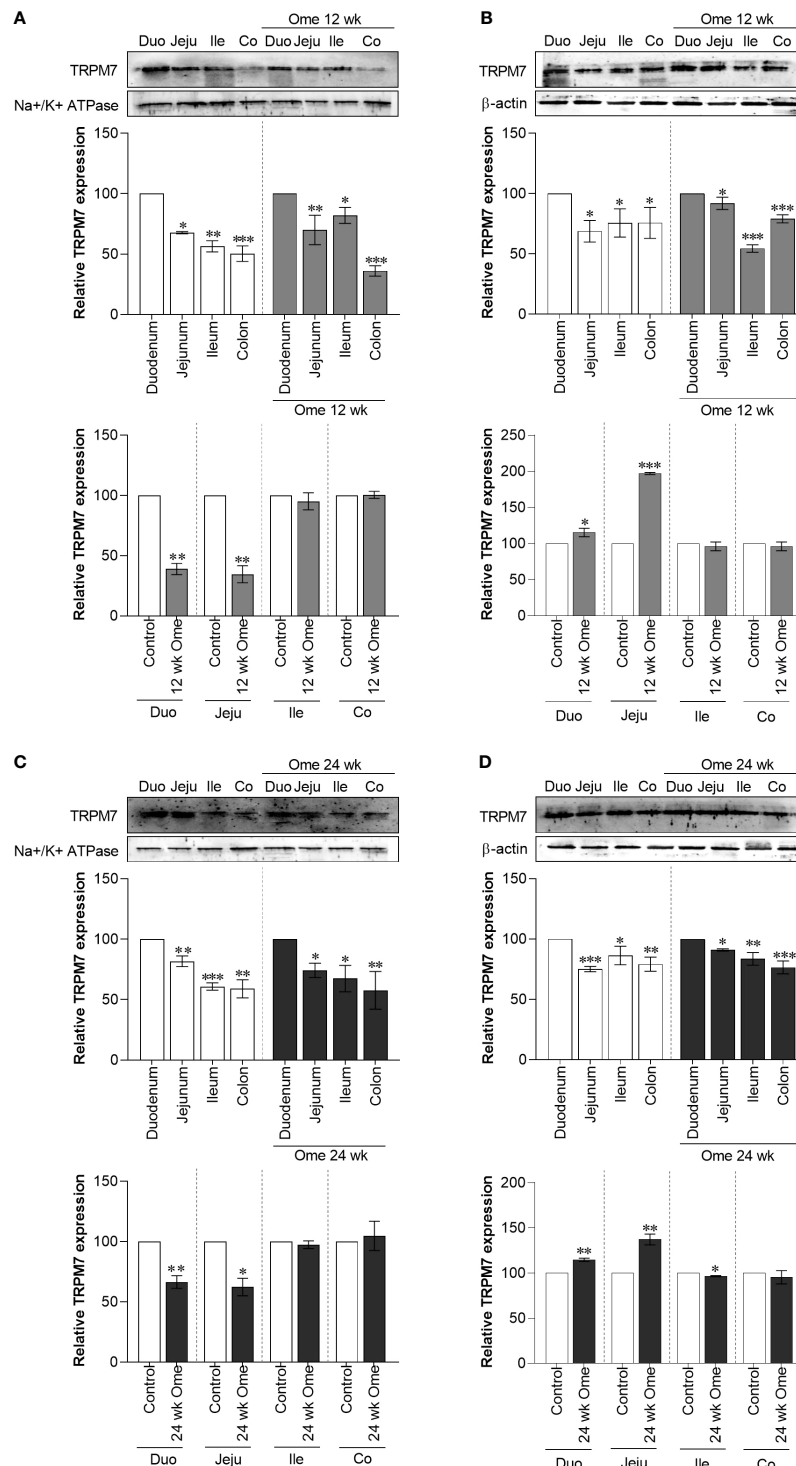 A
Ome 12 wk
Duo Jeju Ile Co Duo Jeju Ile Co
TRPM7
Na+/K+ ATPase
Relative TRPM7 expression
150
100
50
0
* ** *** ** * ***
Duodenum Jejunum Ileum Colon Duodenum Jejunum Ileum Colon
Ome 12 wk
Relative TRPM7 expression
150
100
50
0
** **
Control 12 wk Ome Control 12 wk Ome Control 12 wk Ome Control 12 wk Ome
Duo Jeju Ile Co
B
Ome 12 wk
Duo Jeju Ile Co Duo Jeju Ile Co
TRPM7
β-actin
Relative TRPM7 expression
150
100
50
0
* * * * *** ***
Duodenum Jejunum Ileum Colon Duodenum Jejunum Ileum Colon
Ome 12 wk
Relative TRPM7 expression
250
200
150
100
50
0
* ***
Control 12 wk Ome Control 12 wk Ome Control 12 wk Ome Control 12 wk Ome
Duo Jeju Ile Co
C
Ome 24 wk
Duo Jeju Ile Co Duo Jeju Ile Co
TRPM7
Na+/K+ ATPase
Relative TRPM7 expression
150
100
50
0
** *** ** * * **
Duodenum Jejunum Ileum Colon Duodenum Jejunum Ileum Colon
Ome 24 wk
Relative TRPM7 expression
150
100
50
0
** *
Control 24 wk Ome Control 24 wk Ome Control 24 wk Ome Control 24 wk Ome
Duo Jeju Ile Co
D
Ome 24 wk
Duo Jeju Ile Co Duo Jeju Ile Co
TRPM7
β-actin
Relative TRPM7 expression
150
100
50
0
*** * ** * ** ***
Duodenum Jejunum Ileum Colon Duodenum Jejunum Ileum Colon
Ome 24 wk
Relative TRPM7 expression
200
150
100
50
0
** ** *
Control 24 wk Ome Control 24 wk Ome Control 24 wk Ome Control 24 wk Ome
Duo Jeju Ile Co